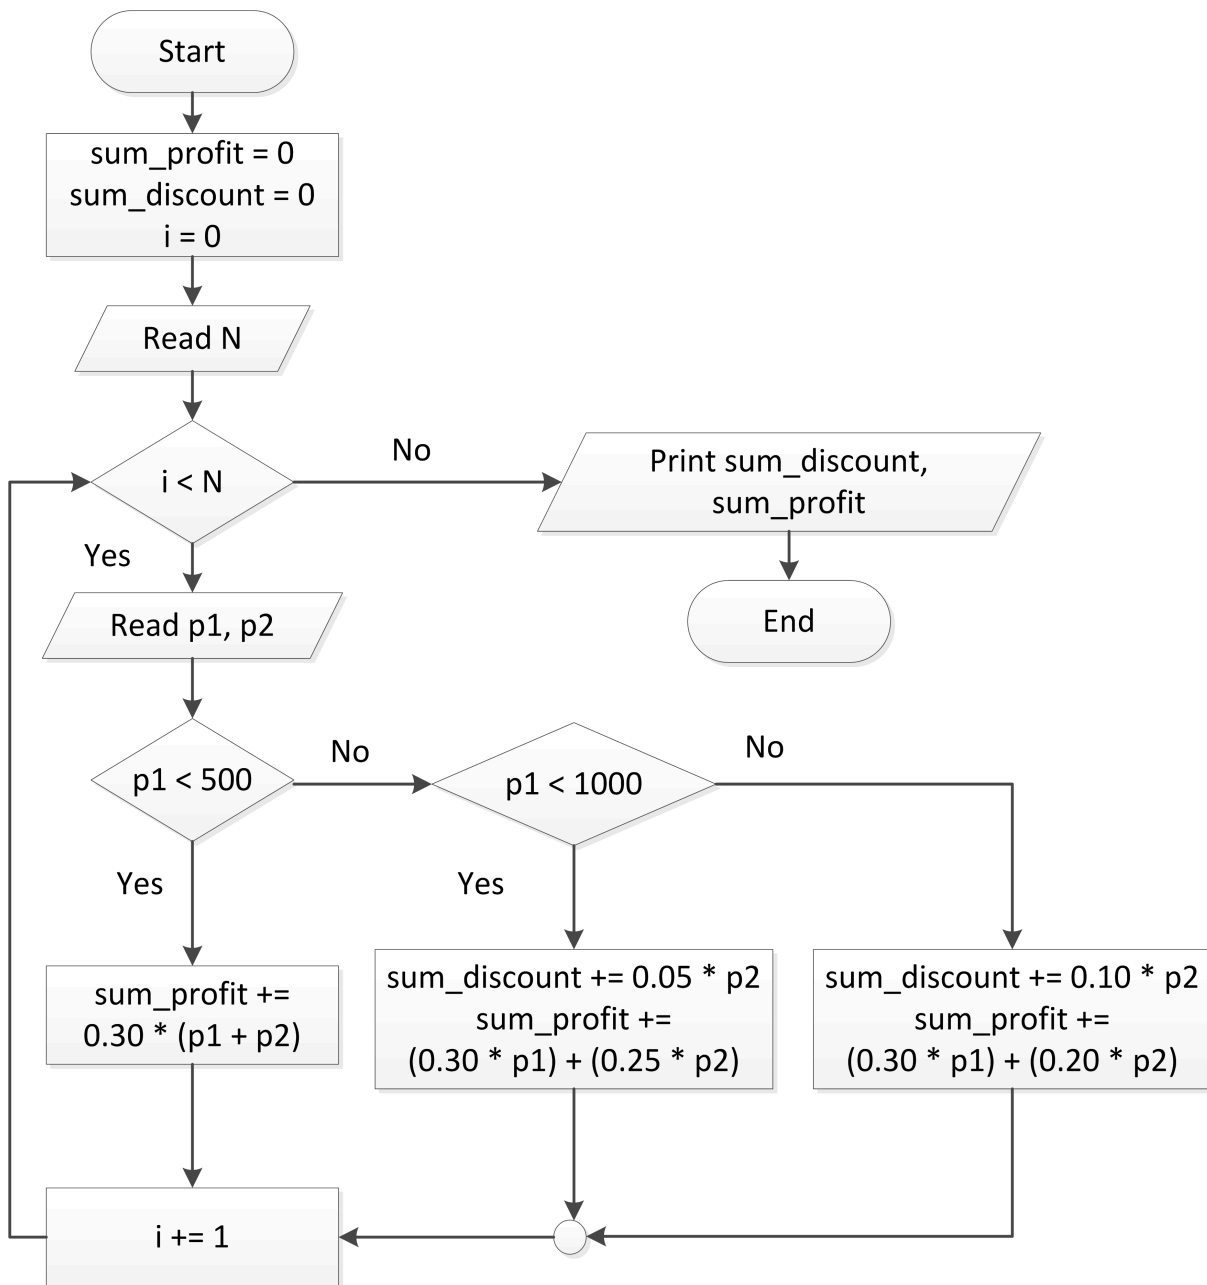 Start
sum_profit = 0
sum_discount = 0
i = 0
Read N
i < N
No
Print sum_discount,
sum_profit
Yes
Read p1, p2
End
p1 < 500
No
p1 < 1000
No
Yes
Yes
sum_profit +=
0.30 * (p1 + p2)
sum_discount += 0.05 * p2
sum_profit +=
(0.30 * p1) + (0.25 * p2)
sum_discount += 0.10 * p2
sum_profit +=
(0.30 * p1) + (0.20 * p2)
i += 1